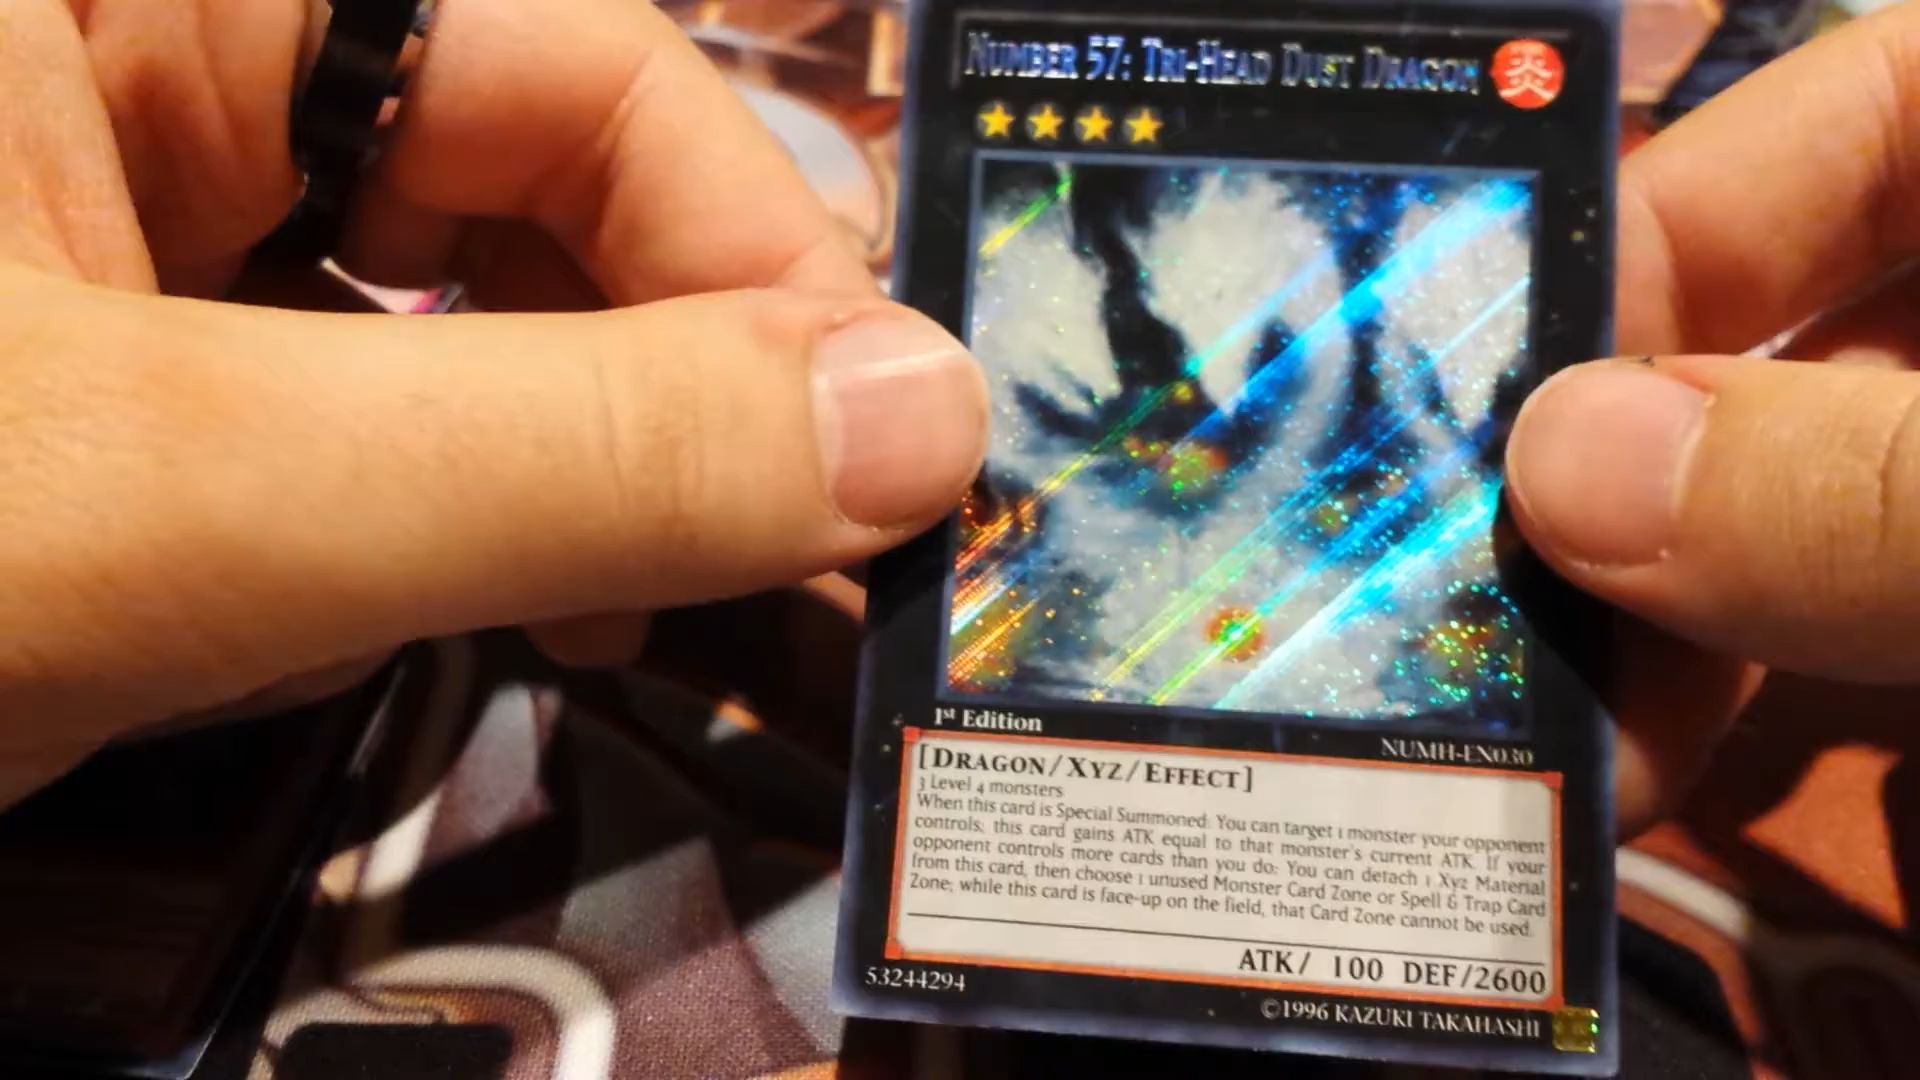 NUMBER 57: TRI-HEAD DUST DRAGON
炎
1st Edition
NUMH-EN030
[DRAGON/XYZ/EFFECT]
3 Level 4 monsters
When this card is Special Summoned: You can target 1 monster your opponent
controls; this card gains ATK equal to that monster's current ATK. If your
opponent controls more cards than you do: You can detach 1 Xyz Material
from this card, then choose 1 unused Monster Card Zone or Spell & Trap Card
Zone; while this card is face-up on the field, that Card Zone cannot be used.
ATK/ 100 DEF/2600
53244294
©1996 KAZUKI TAKAHASHI